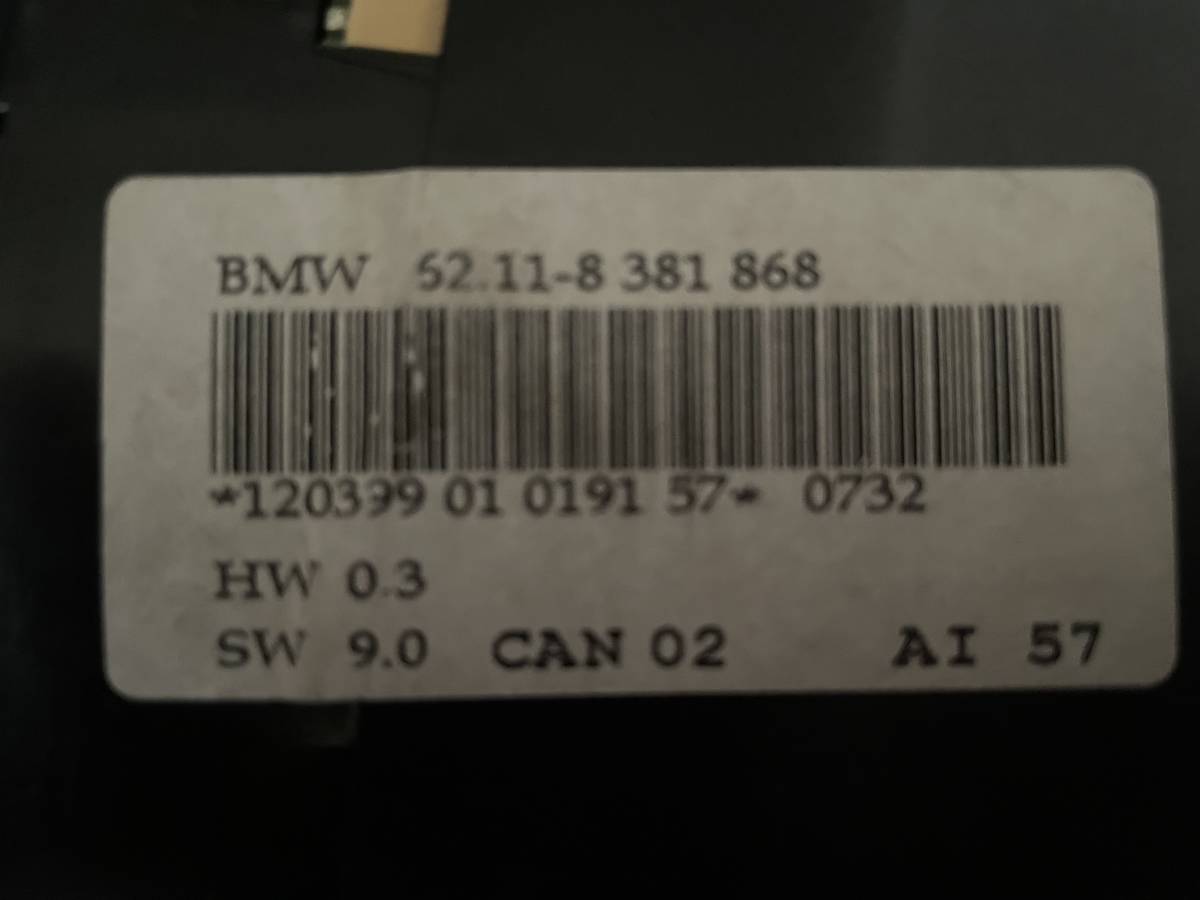 BMW 62.11-8 381 868
*120399 01 0191 57* 0732
HW 0.3
SW 9.0 CAN 02 AI 57